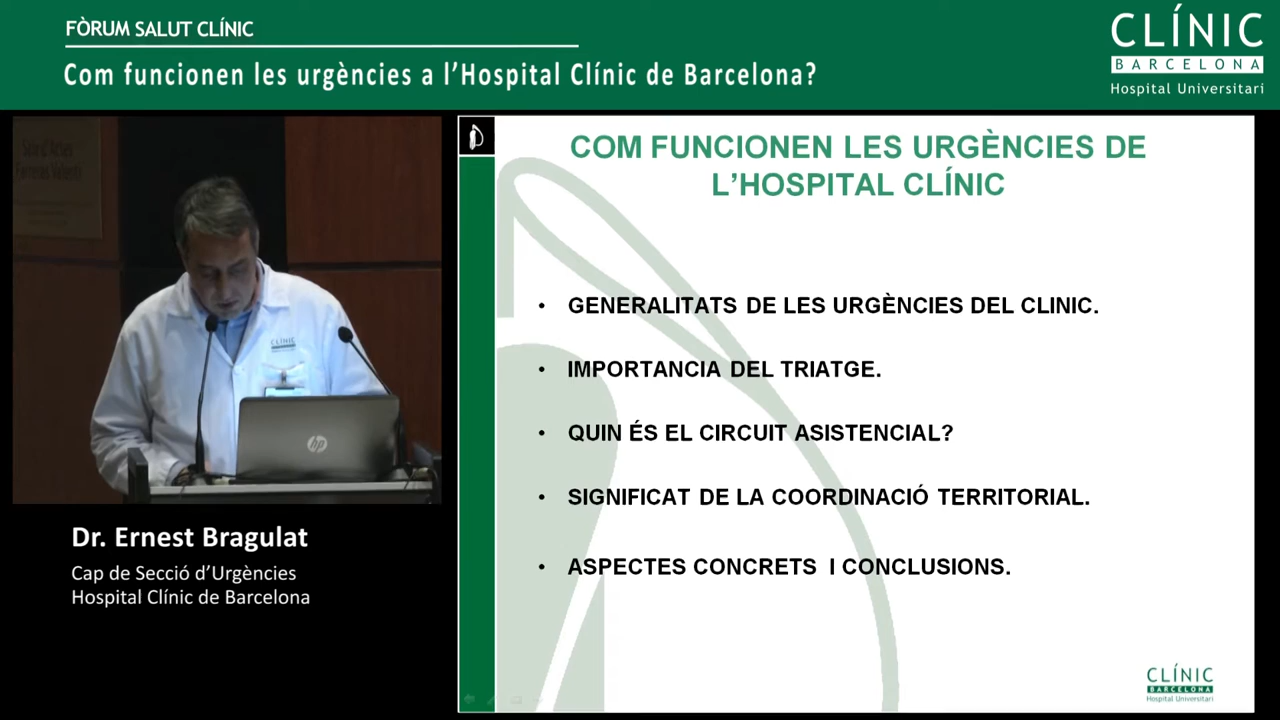 FÒRUM SALUT CLÍNIC
Com funcionen les urgències a l’Hospital Clínic de Barcelona?
CLÍNIC
BARCELONA
Hospital Universitari
COM FUNCIONEN LES URGÈNCIES DE
L’HOSPITAL CLÍNIC
• GENERALITATS DE LES URGÈNCIES DEL CLINIC.
• IMPORTANCIA DEL TRIATGE.
• QUIN ÉS EL CIRCUIT ASISTENCIAL?
• SIGNIFICAT DE LA COORDINACIÓ TERRITORIAL.
• ASPECTES CONCRETS I CONCLUSIONS.
CLÍNIC
hp
Dr. Ernest Bragulat
Cap de Secció d’Urgències
Hospital Clínic de Barcelona
CLÍNIC
BARCELONA
Hospital Universitari